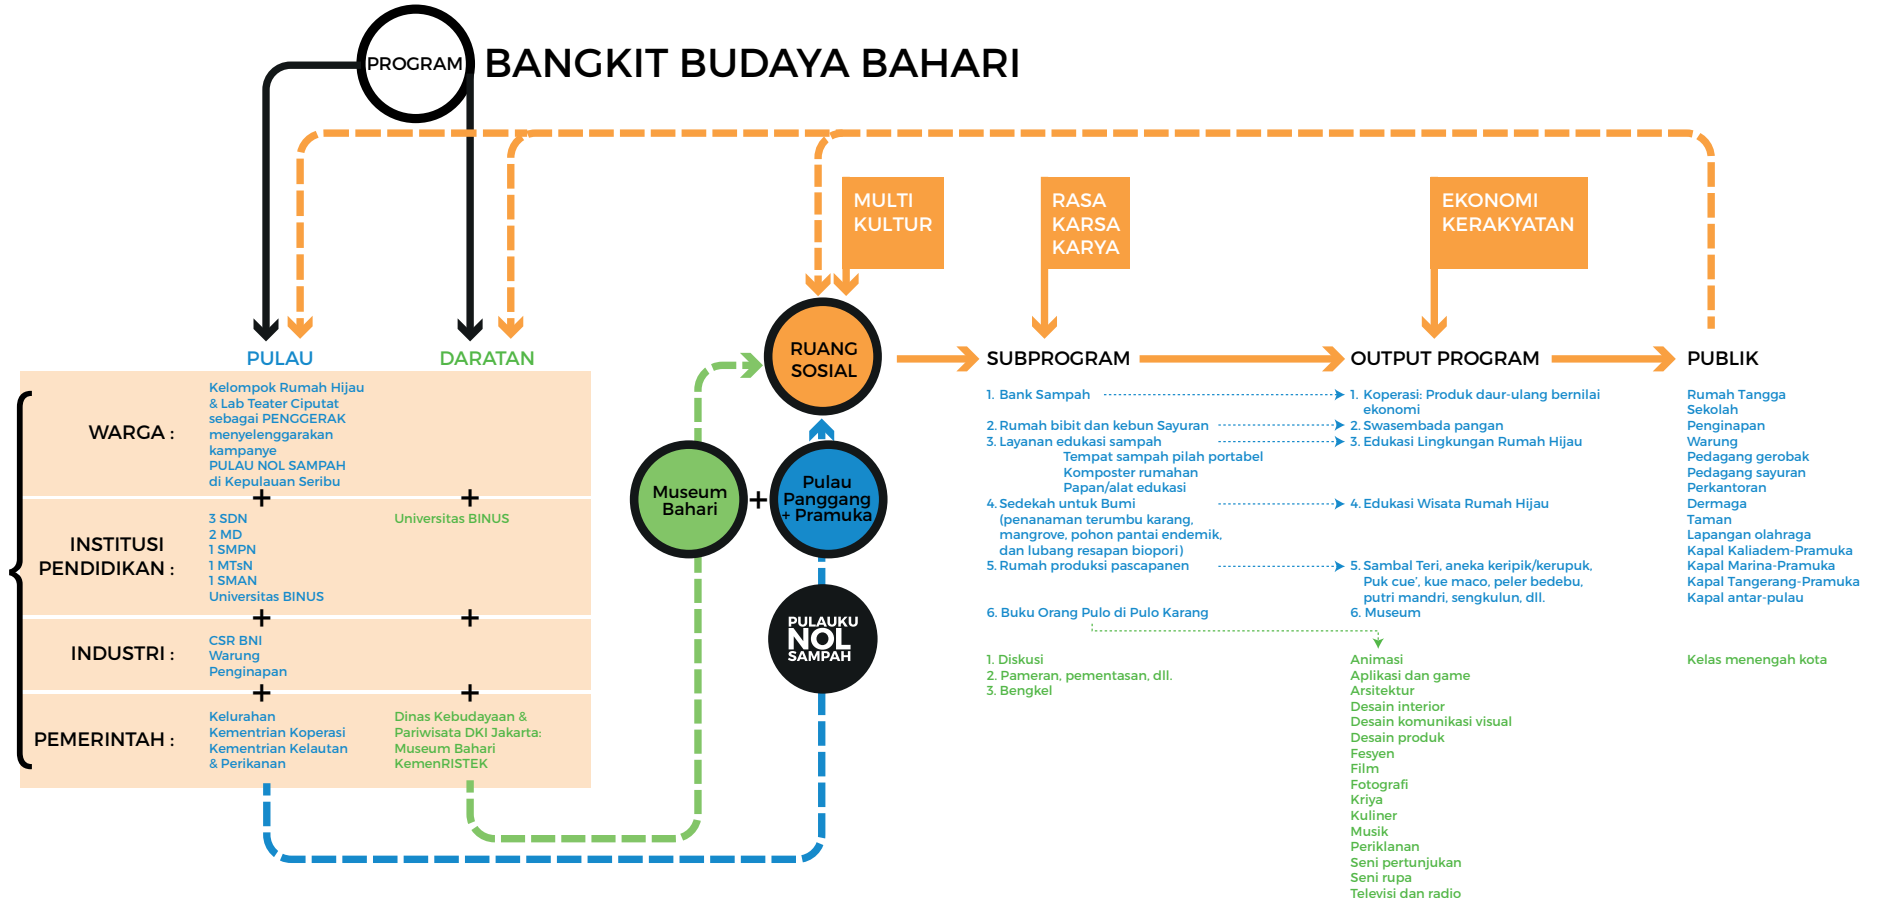 PROGRAM
BANGKIT BUDAYA BAHARI
MULTI
KULTUR
RASA
KARSA
KARYA
EKONOMI
KERAKYATAN
PULAU
DARATAN
WARGA :
Kelompok Rumah Hijau
& Lab Teater Ciputat
sebagai PENGGERAK
menyelenggarakan
kampanye
PULAU NOL SAMPAH
di Kepulauan Seribu
+
+
INSTITUSI
PENDIDIKAN :
3 SDN
2 MD
1 SMPN
1 MTsN
1 SMAN
Universitas BINUS
Universitas BINUS
+
+
INDUSTRI :
CSR BNI
Warung
Penginapan
+
+
PEMERINTAH :
Kelurahan
Kementrian Koperasi
Kementrian Kelautan
& Perikanan
Dinas Kebudayaan &
Pariwisata DKI Jakarta:
Museum Bahari
KemenRISTEK
RUANG
SOSIAL
Museum
Bahari
+
Pulau
Panggang
+ Pramuka
PULAUKU
NOL
SAMPAH
SUBPROGRAM
1. Bank Sampah
2. Rumah bibit dan kebun Sayuran
3. Layanan edukasi sampah
Tempat sampah pilah portabel
Komposter rumahan
Papan/alat edukasi
4. Sedekah untuk Bumi
(penanaman terumbu karang,
mangrove, pohon pantai endemik,
dan lubang resapan biopori)
5. Rumah produksi pascapanen
6. Buku Orang Pulo di Pulo Karang
1. Diskusi
2. Pameran, pementasan, dll.
3. Bengkel
OUTPUT PROGRAM
1. Koperasi: Produk daur-ulang bernilai
ekonomi
2. Swasembada pangan
3. Edukasi Lingkungan Rumah Hijau
4. Edukasi Wisata Rumah Hijau
5. Sambal Teri, aneka keripik/kerupuk,
Puk cue', kue maco, peler bedebu,
putri mandri, sengkulun, dll.
6. Museum
Animasi
Aplikasi dan game
Arsitektur
Desain interior
Desain komunikasi visual
Desain produk
Fesyen
Film
Fotografi
Kriya
Kuliner
Musik
Periklanan
Seni pertunjukan
Seni rupa
Televisi dan radio
PUBLIK
Rumah Tangga
Sekolah
Penginapan
Warung
Pedagang gerobak
Pedagang sayuran
Perkantoran
Dermaga
Taman
Lapangan olahraga
Kapal Kaliadem-Pramuka
Kapal Marina-Pramuka
Kapal Tangerang-Pramuka
Kapal antar-pulau
Kelas menengah kota